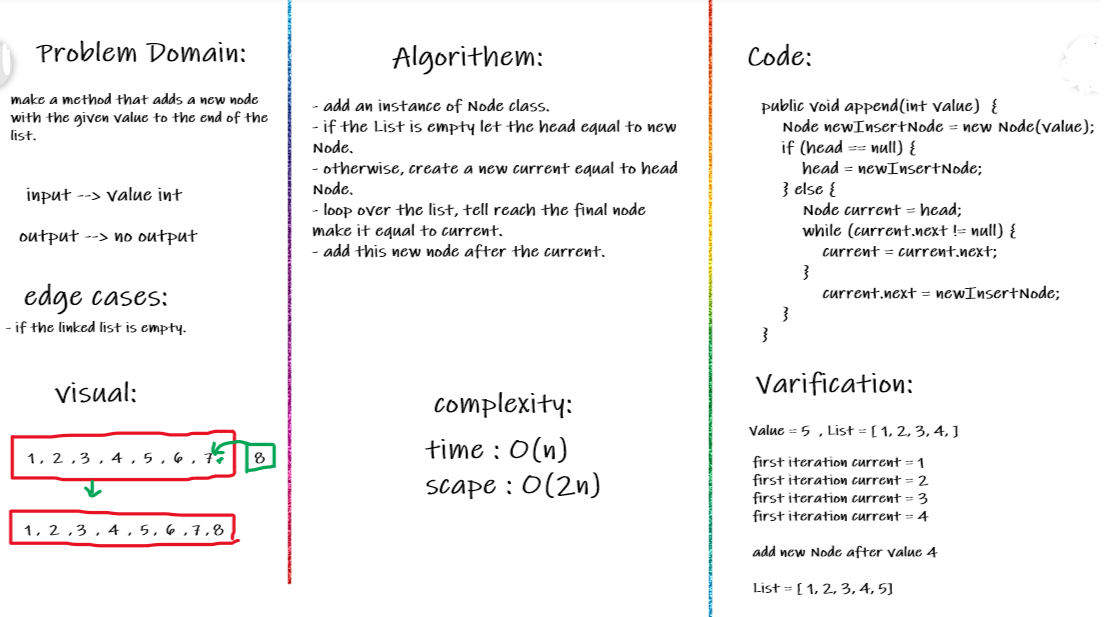 Problem Domain:
make a method that adds a new node
with the given value to the end of the
list.
input --> value int
output --> no output
edge cases:
- if the linked list is empty.
visual:
1, 2 ,3 , 4 , 5 , 6 , 7,
8
1, 2 ,3 , 4 , 5, 6 ,7,8
Algorithem:
- add an instance of Node class.
- if the List is empty let the head equal to new
Node.
- otherwise, create a new current equal to head
Node.
- loop over the list, tell reach the final node
make it equal to current.
- add this new node after the current.
complexity:
time : O(n)
scape : O(2n)
Code:
public void append(int value) {
Node newInsertNode = new Node(value);
if (head == null) {
head = newInsertNode;
} else {
Node current = head;
while (current.next != null) {
current = current.next;
}
current.next = newInsertNode;
}
}
Varification:
Value = 5 , List = [ 1, 2, 3, 4, ]
first iteration current = 1
first iteration current = 2
first iteration current = 3
first iteration current = 4
add new Node after value 4
List = [ 1, 2, 3, 4, 5]